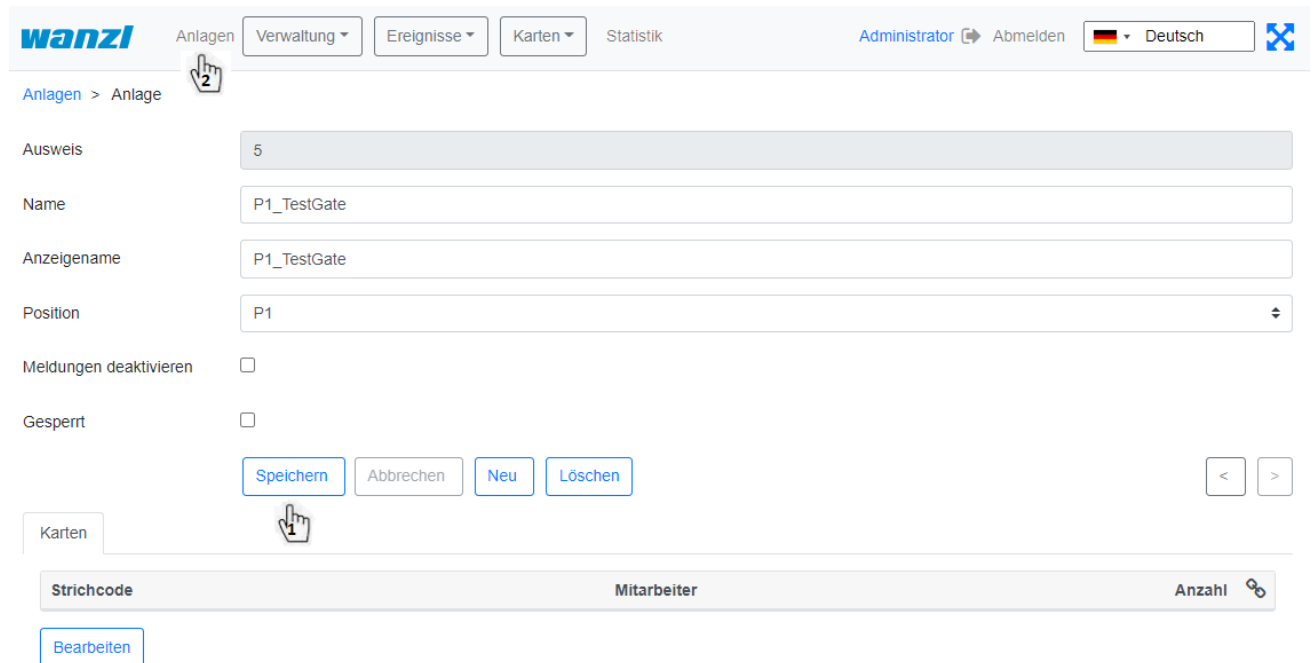 wanzl Anlagen Verwaltung Ereignisse Karten Statistik Administrator Abmelden Deutsch
2
Anlagen > Anlage
Ausweis 5
Name P1_TestGate
Anzeigename P1_TestGate
Position P1
Meldungen deaktivieren
Gesperrt
Speichern Abbrechen Neu Löschen < >
1
Karten
Strichcode Mitarbeiter Anzahl
Bearbeiten